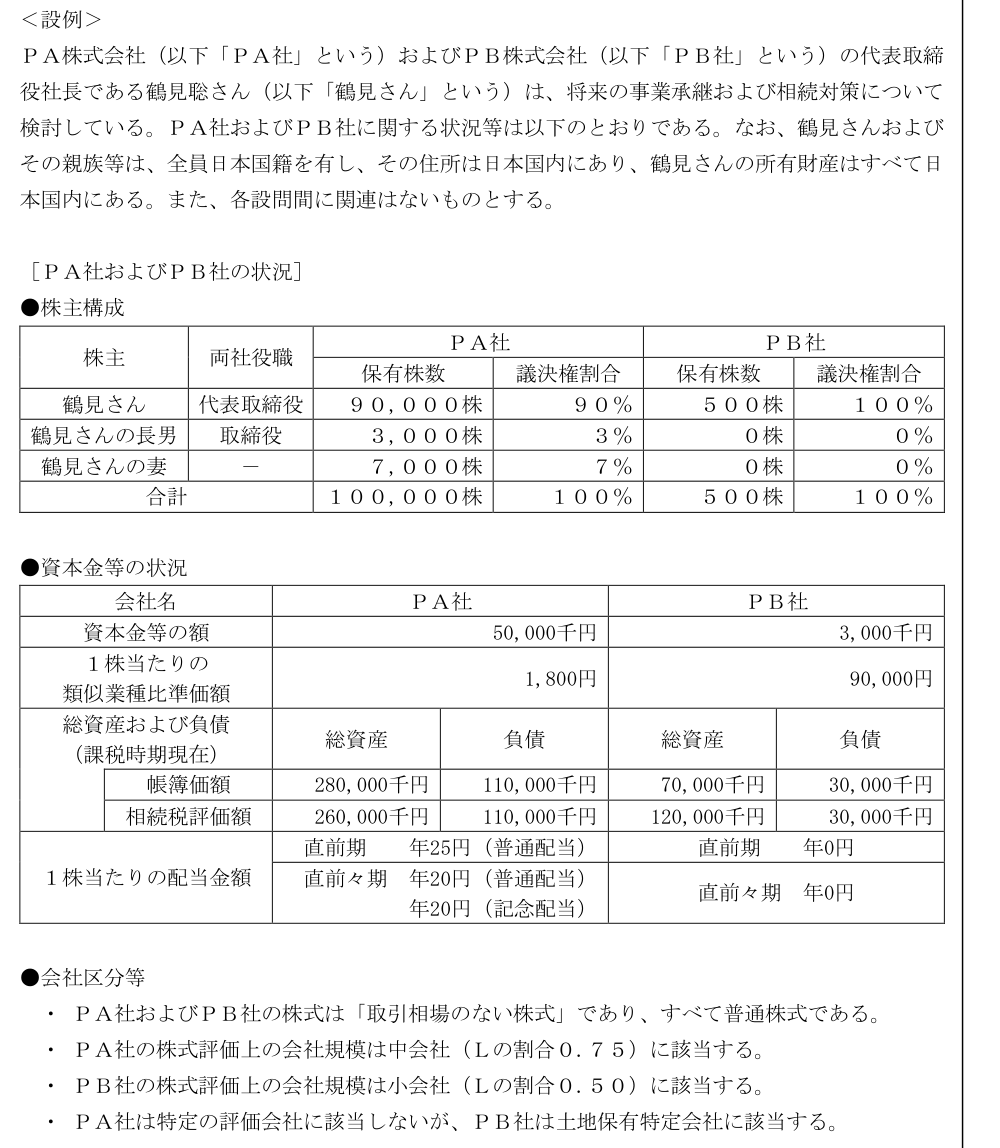 ＜設例＞
ＰＡ株式会社（以下「ＰＡ社」という）およびＰＢ株式会社（以下「ＰＢ社」という）の代表取締
役社長である鶴見聡さん（以下「鶴見さん」という）は、将来の事業承継および相続対策について
検討している。ＰＡ社およびＰＢ社に関する状況等は以下のとおりである。なお、鶴見さんおよび
その親族等は、全員日本国籍を有し、その住所は日本国内にあり、鶴見さんの所有財産はすべて日
本国内にある。また、各設問間に関連はないものとする。
［ＰＡ社およびＰＢ社の状況］
●株主構成
株主 両社役職 ＰＡ社 ＰＢ社
保有株数 議決権割合 保有株数 議決権割合
鶴見さん 代表取締役 ９０,０００株 ９０％ ５００株 １００％
鶴見さんの長男 取締役 ３,０００株 ３％ ０株 ０％
鶴見さんの妻 － ７,０００株 ７％ ０株 ０％
合計 １００,０００株 １００％ ５００株 １００％
●資本金等の状況
会社名 ＰＡ社 ＰＢ社
資本金等の額 50,000千円 3,000千円
１株当たりの
類似業種比準価額 1,800円 90,000円
総資産および負債
（課税時期現在） 総資産 負債 総資産 負債
帳簿価額 280,000千円 110,000千円 70,000千円 30,000千円
相続税評価額 260,000千円 110,000千円 120,000千円 30,000千円
１株当たりの配当金額 直前期 年25円（普通配当） 直前期 年0円
直前々期 年20円（普通配当） 直前々期 年0円
年20円（記念配当）
●会社区分等
・ ＰＡ社およびＰＢ社の株式は「取引相場のない株式」であり、すべて普通株式である。
・ ＰＡ社の株式評価上の会社規模は中会社（Ｌの割合０.７５）に該当する。
・ ＰＢ社の株式評価上の会社規模は小会社（Ｌの割合０.５０）に該当する。
・ ＰＡ社は特定の評価会社に該当しないが、ＰＢ社は土地保有特定会社に該当する。